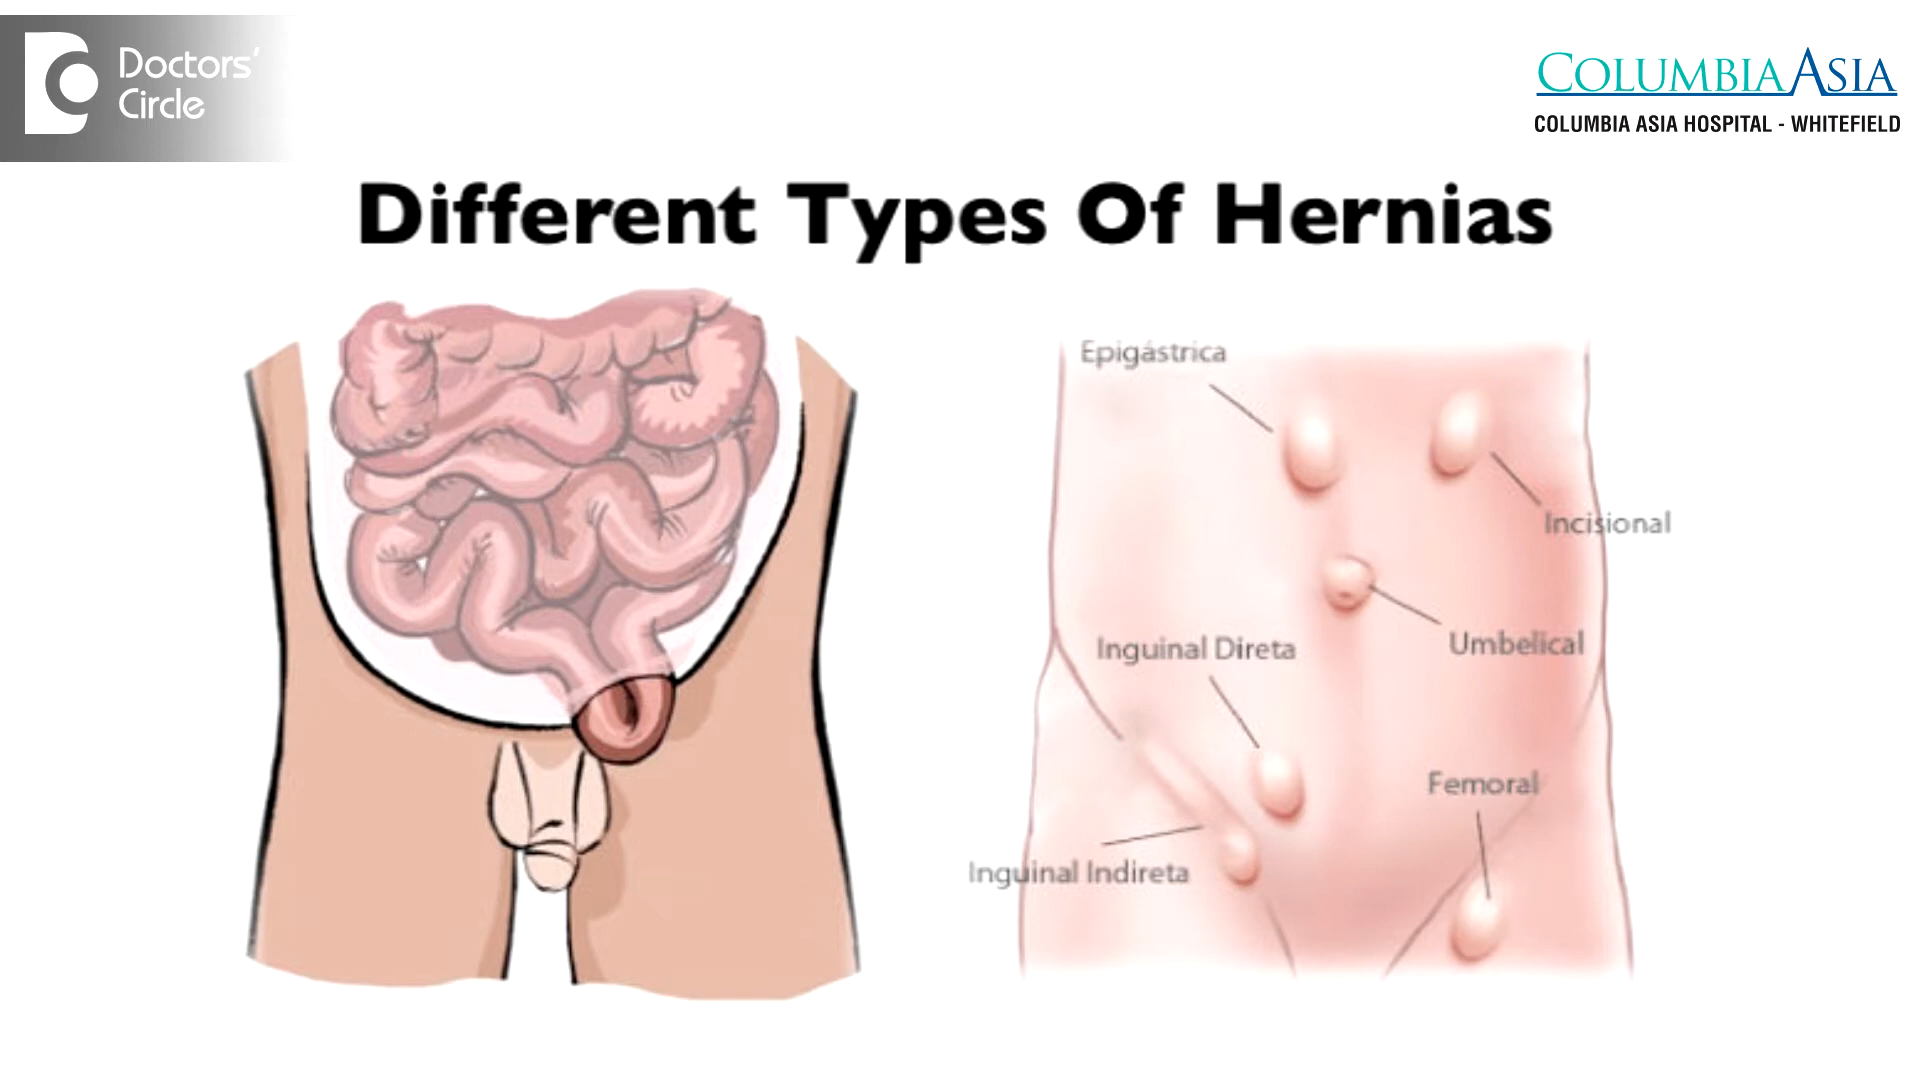 Doctors'
Circle
COLUMBIA ASIA
COLUMBIA ASIA HOSPITAL - WHITEFIELD
Different Types Of Hernias
Epigástrica
Incisional
Umbelical
Inguinal Direta
Femoral
Inguinal Indireta